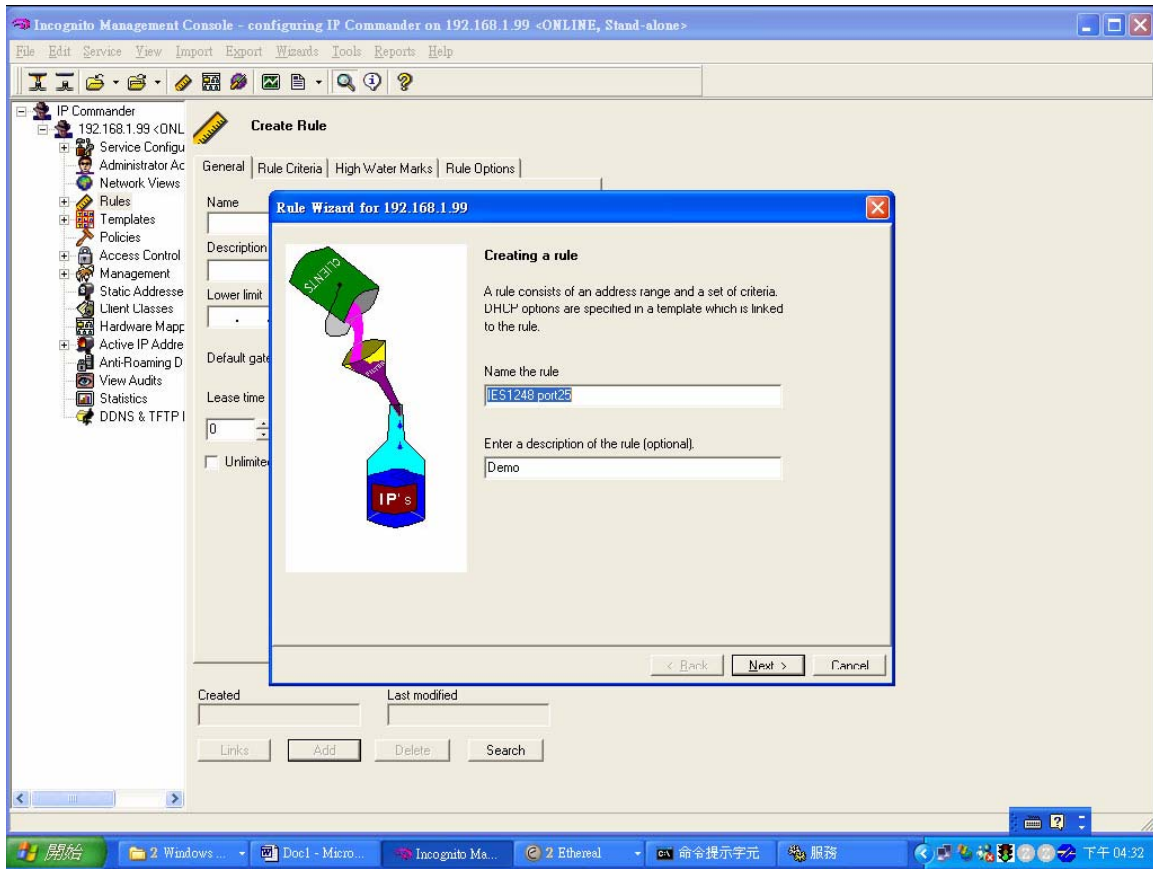 Incognito Management Console - configuring IP Commander on 192.168.1.99 <ONLINE, Stand-alone>
File Edit Service View Import Export Wizards Tools Reports Help
IP Commander
192.168.1.99 <ONL
Service Configu
Administrator Ac
Network Views
Rules
Templates
Policies
Access Control
Management
Static Addresse
Client Classes
Hardware Mapp
Active IP Addre
Anti-Roaming D
View Audits
Statistics
DDNS & TFTP I
Create Rule
General Rule Criteria High Water Marks Rule Options
Name
Description
Lower limit
Default gate
Lease time
0
Unlimite
Rule Wizard for 192.168.1.99
CLIENTS
FILTER
IP's
Creating a rule
A rule consists of an address range and a set of criteria.
DHCP options are specified in a template which is linked
to the rule.
Name the rule
IES1248 port25
Enter a description of the rule (optional).
Demo
< Back Next > Cancel
Created Last modified
Links Add Delete Search
開始 2 Windows ... Doc1 - Micro... Incognito Ma... 2 Ethereal 命令提示字元 服務 下午 04:32